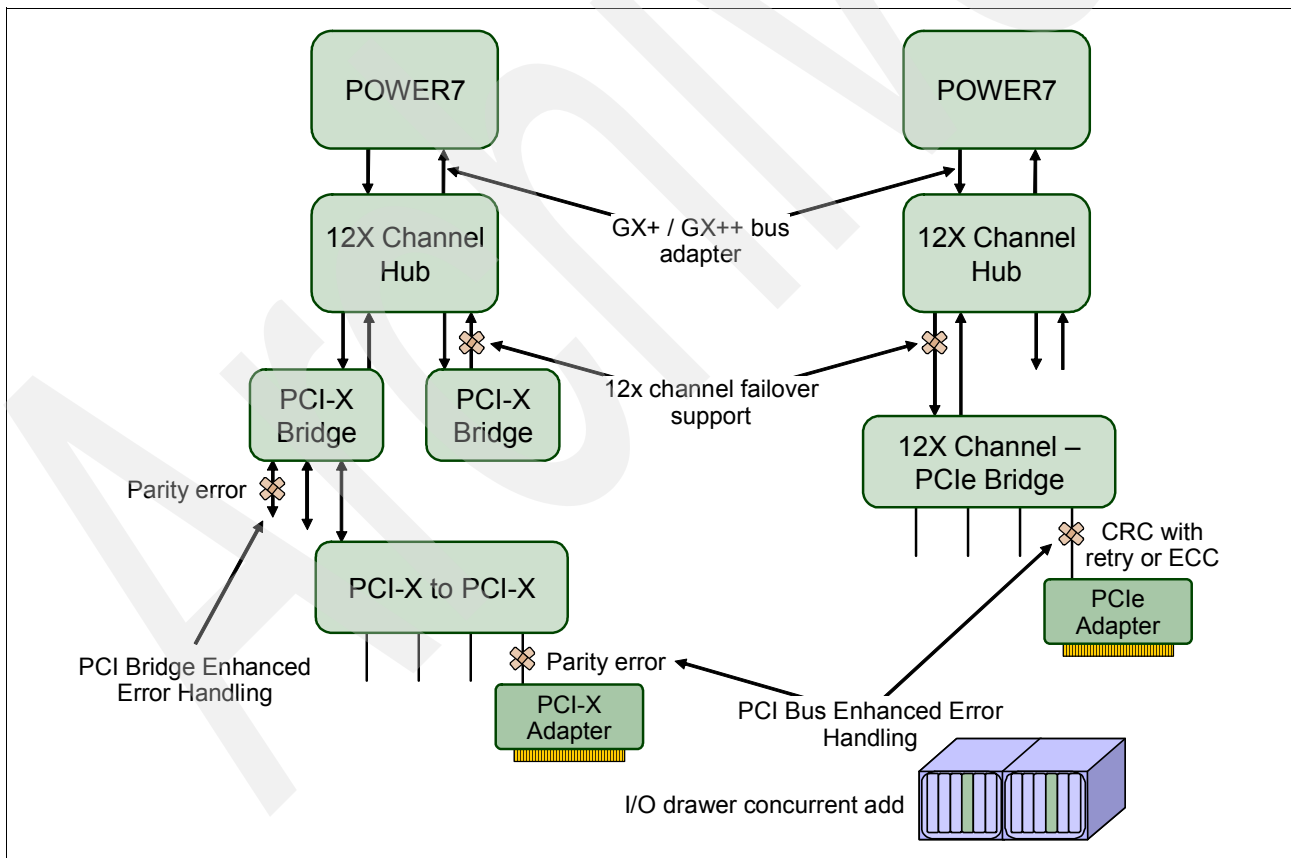 POWER7
POWER7
GX+ / GX++ bus
adapter
12X Channel
Hub
12X Channel
Hub
12x channel failover
support
PCI-X
Bridge
PCI-X
Bridge
12X Channel –
PCIe Bridge
Parity error
CRC with
retry or ECC
PCI-X to PCI-X
PCIe
Adapter
PCI Bridge Enhanced
Error Handling
Parity error
PCI-X
Adapter
PCI Bus Enhanced Error
Handling
I/O drawer concurrent add